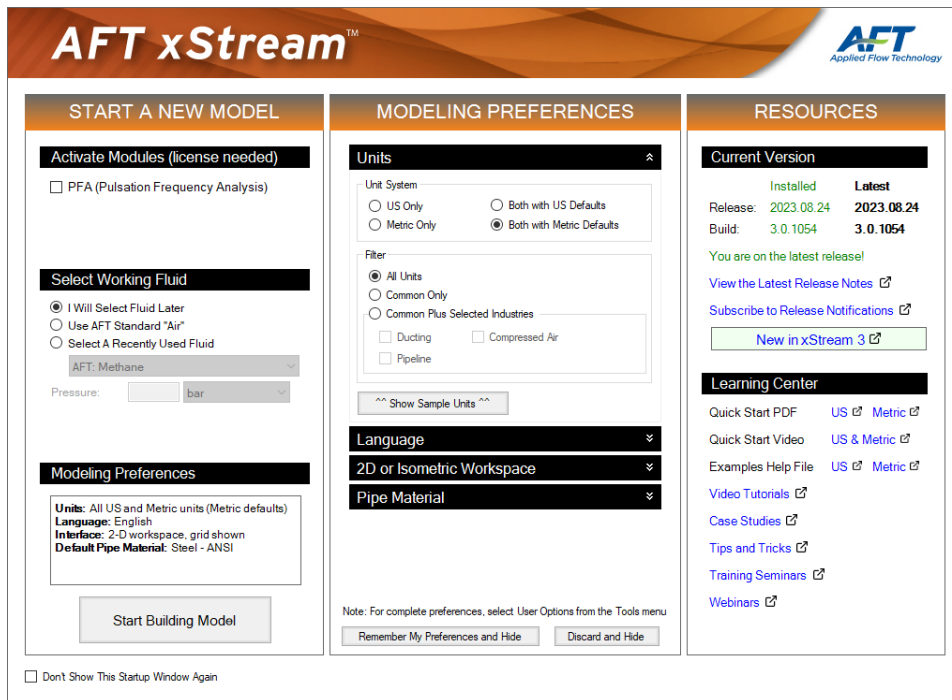 AFT xStream™
AFT
Applied Flow Technology
START A NEW MODEL
Activate Modules (license needed)
PFA (Pulsation Frequency Analysis)
Select Working Fluid
I Will Select Fluid Later
Use AFT Standard "Air"
Select A Recently Used Fluid
AFT: Methane
Pressure: bar
Modeling Preferences
Units: All US and Metric units (Metric defaults)
Language: English
Interface: 2-D workspace, grid shown
Default Pipe Material: Steel - ANSI
Start Building Model
Don't Show This Startup Window Again
MODELING PREFERENCES
Units
Unit System
US Only Both with US Defaults
Metric Only Both with Metric Defaults
Filter
All Units
Common Only
Common Plus Selected Industries
Ducting Compressed Air
Pipeline
^^ Show Sample Units ^^
Language
2D or Isometric Workspace
Pipe Material
Note: For complete preferences, select User Options from the Tools menu
Remember My Preferences and Hide Discard and Hide
RESOURCES
Current Version
Installed Latest
Release: 2023.08.24 2023.08.24
Build: 3.0.1054 3.0.1054
You are on the latest release!
View the Latest Release Notes
Subscribe to Release Notifications
New in xStream 3
Learning Center
Quick Start PDF US Metric
Quick Start Video US & Metric
Examples Help File US Metric
Video Tutorials
Case Studies
Tips and Tricks
Training Seminars
Webinars